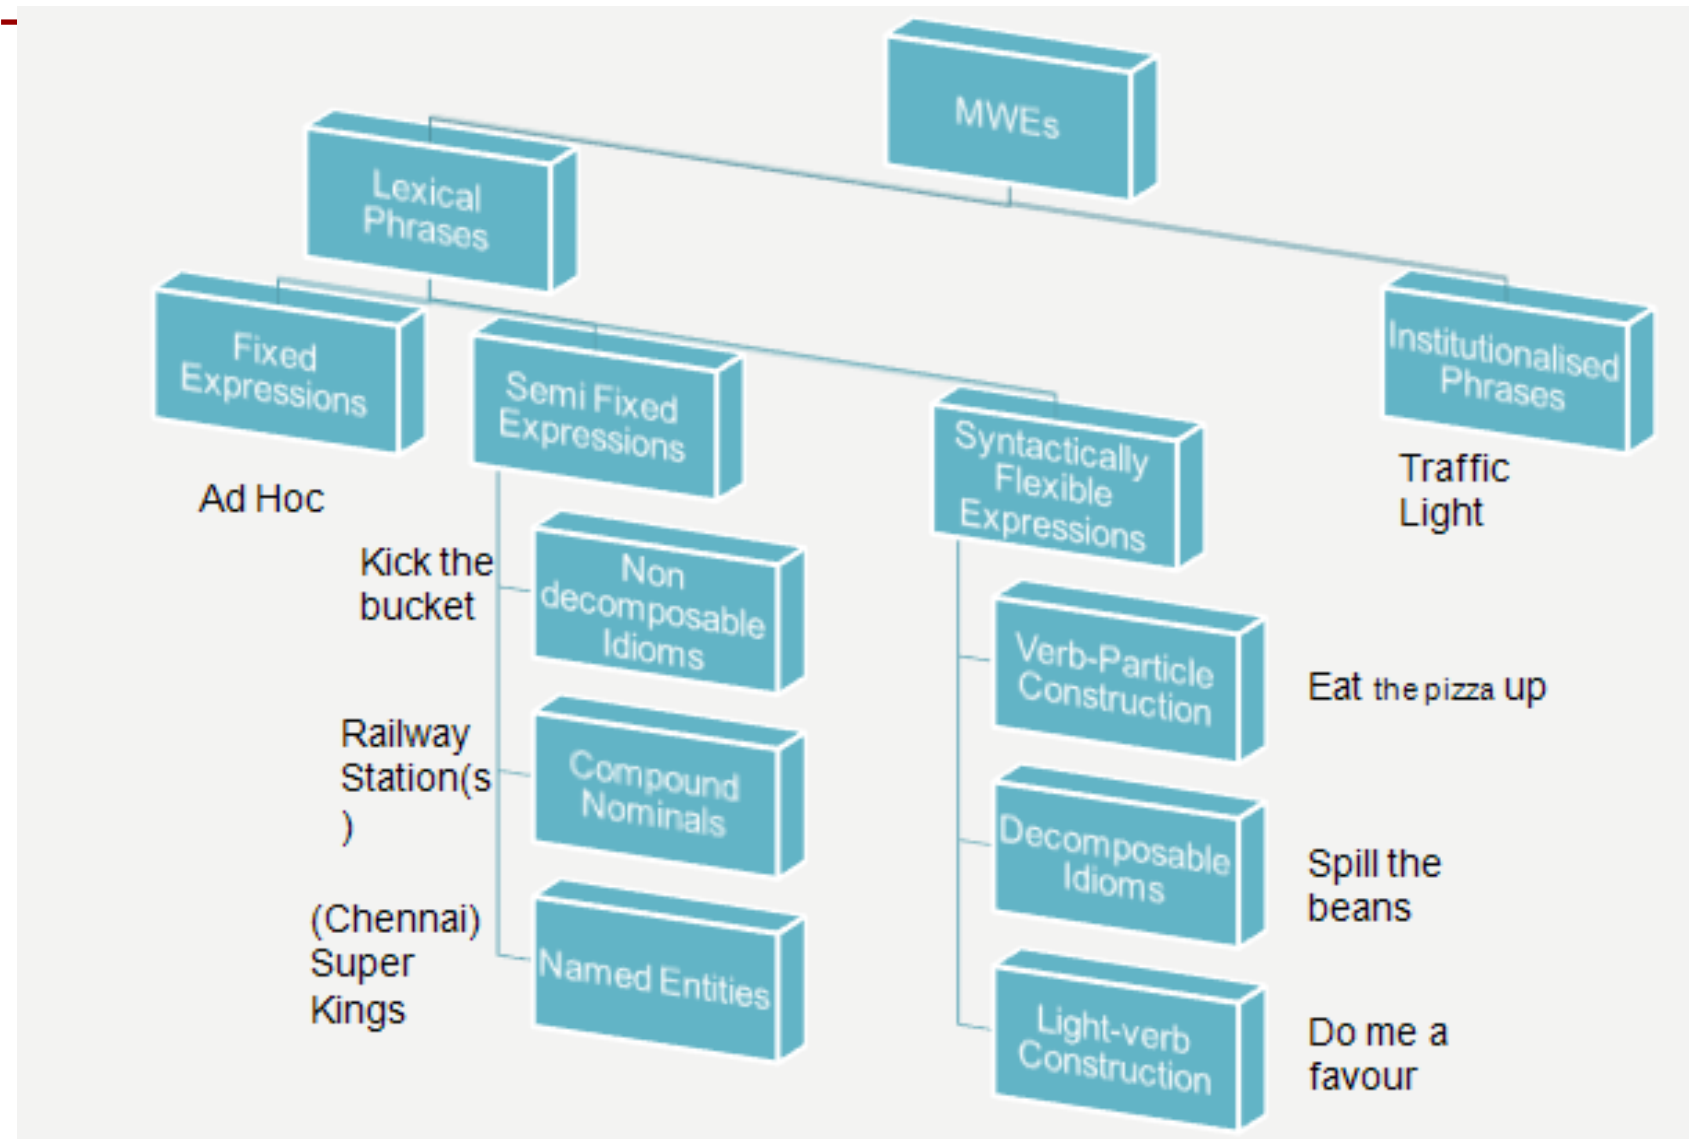 MWEs
Lexical
Phrases
Fixed
Expressions
Ad Hoc
Semi Fixed
Expressions
Kick the
bucket
Non
decomposable
Idioms
Railway
Station(s
)
Compound
Nominals
(Chennai)
Super
Kings
Named Entities
Syntactically
Flexible
Expressions
Verb-Particle
Construction
Eat the pizza up
Decomposable
Idioms
Spill the
beans
Light-verb
Construction
Do me a
favour
Institutionalised
Phrases
Traffic
Light